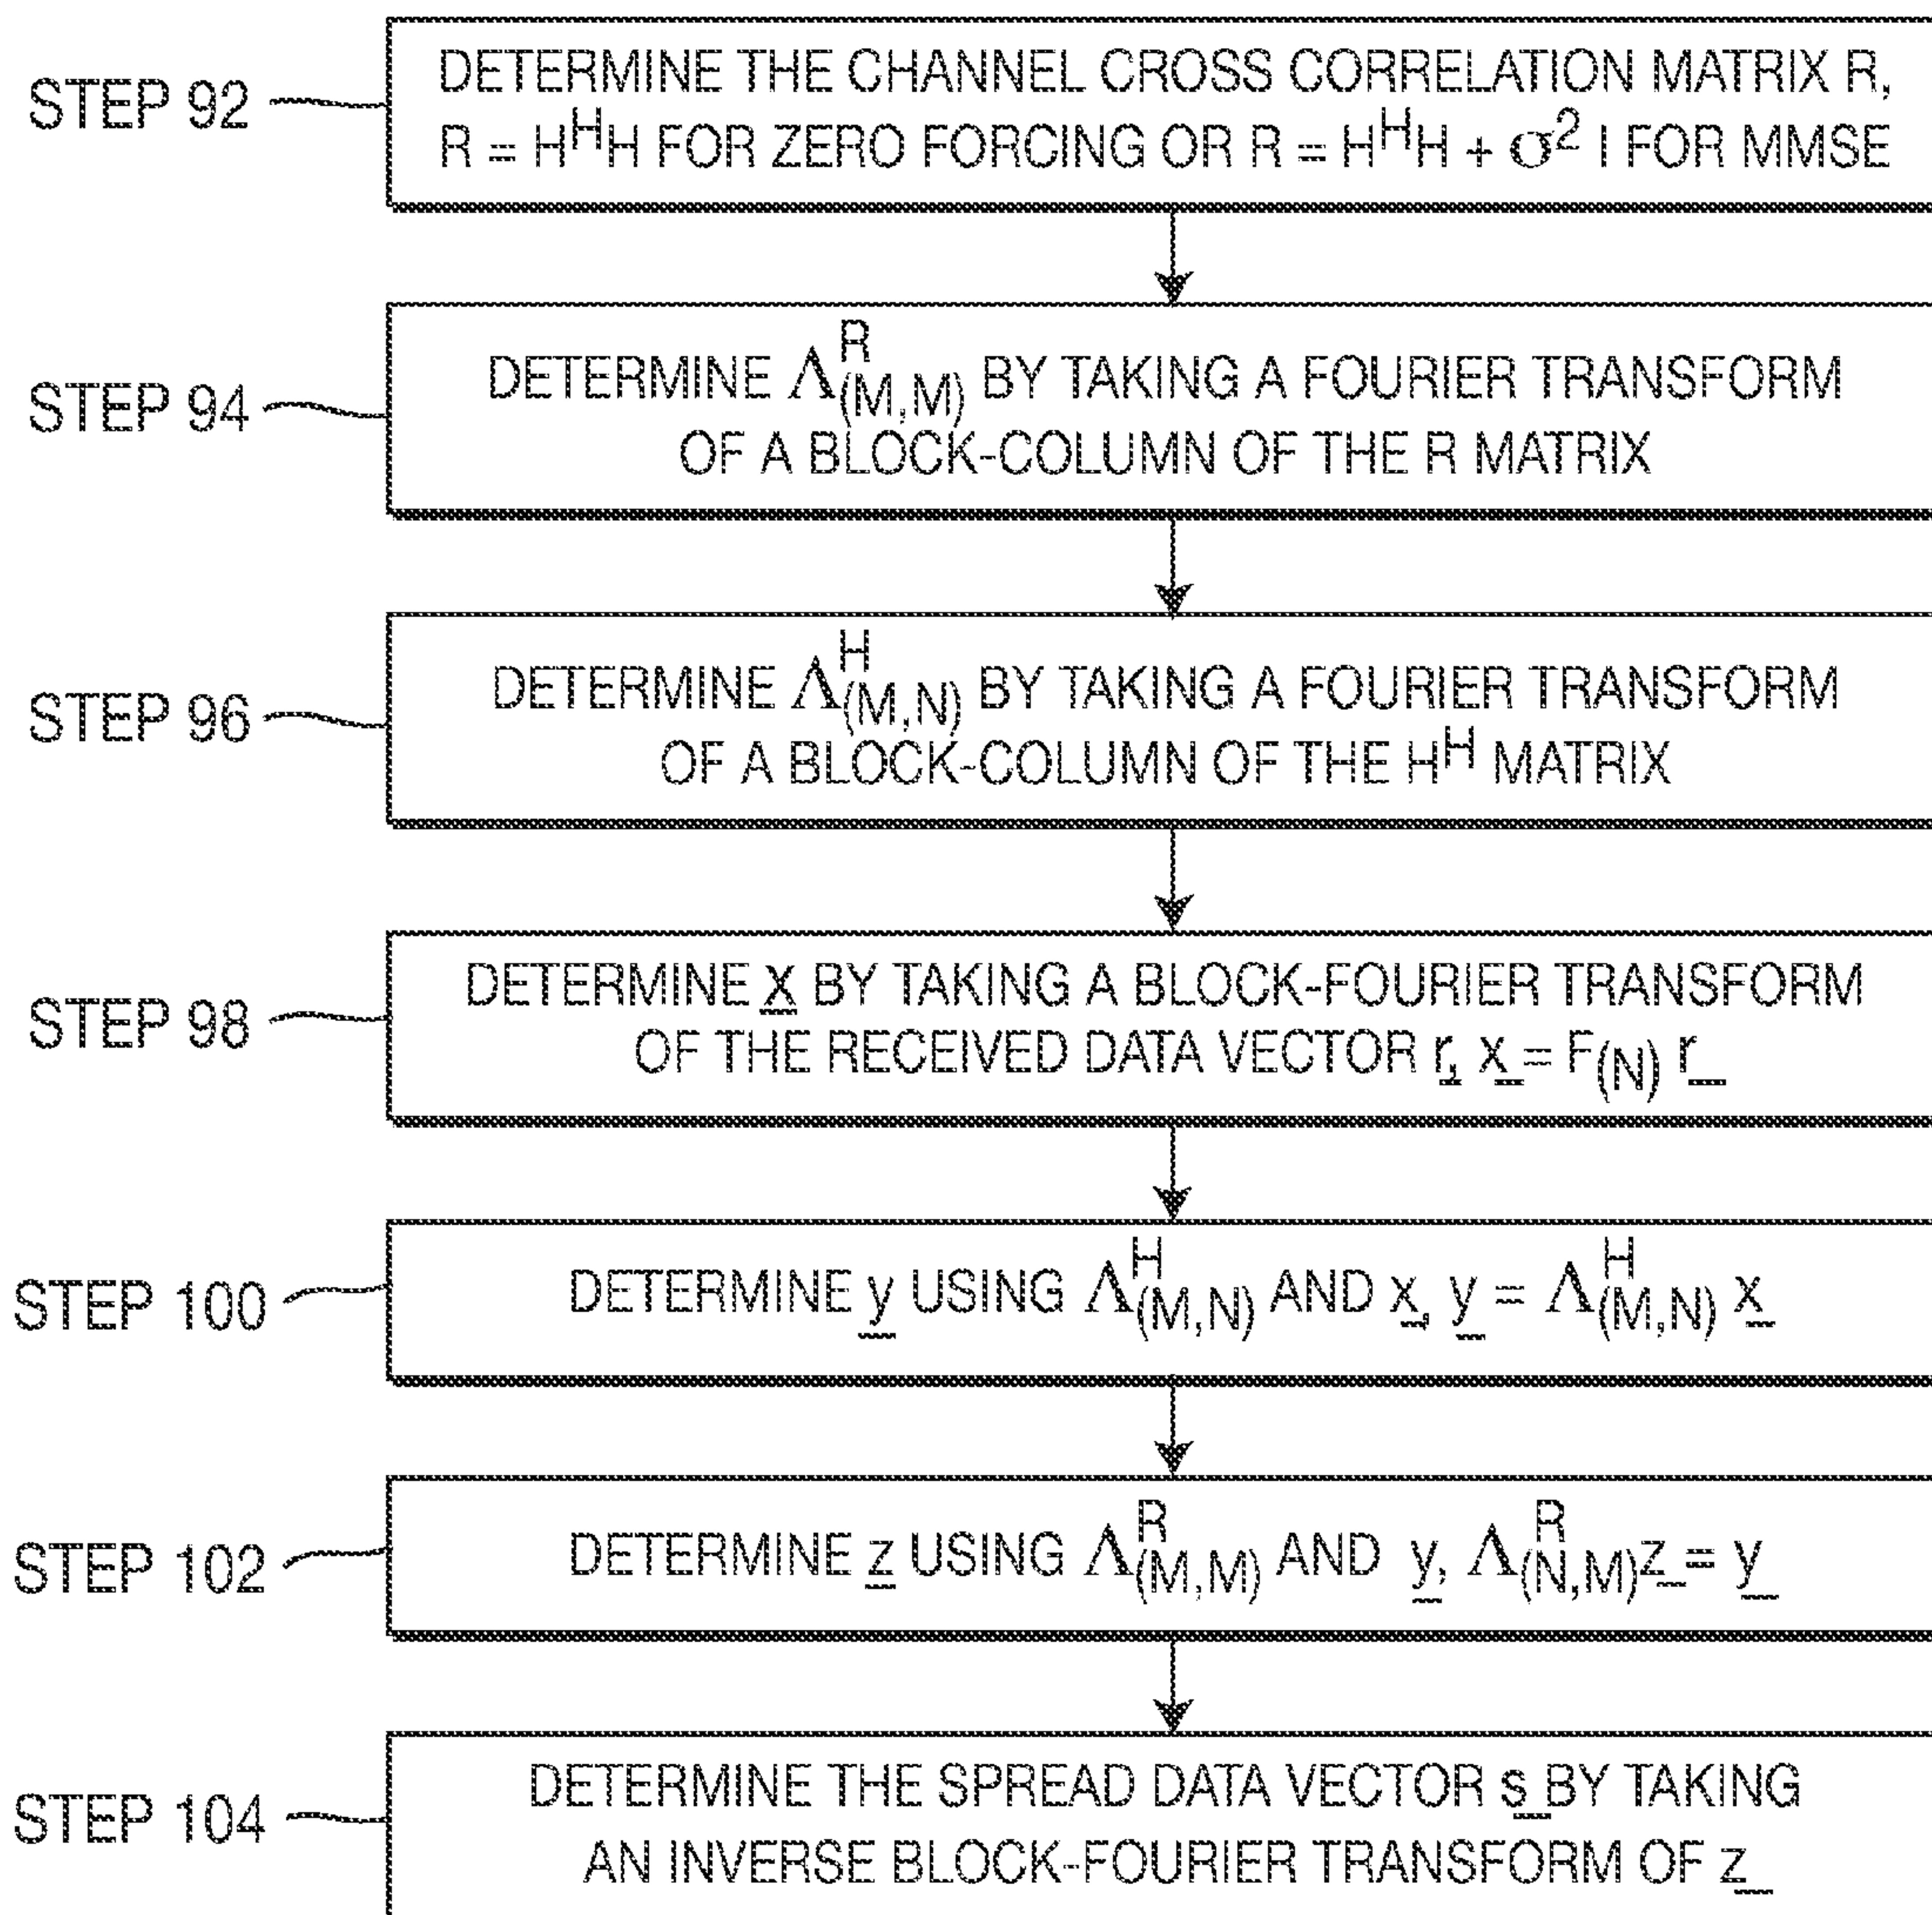 STEP 92
DETERMINE THE CHANNEL CROSS CORRELATION MATRIX R,
R = HᴴH FOR ZERO FORCING OR R = HᴴH + σ² I FOR MMSE
STEP 94
DETERMINE Λ^R_(M,M) BY TAKING A FOURIER TRANSFORM
OF A BLOCK-COLUMN OF THE R MATRIX
STEP 96
DETERMINE Λ^H_(M,N) BY TAKING A FOURIER TRANSFORM
OF A BLOCK-COLUMN OF THE Hᴴ MATRIX
STEP 98
DETERMINE x BY TAKING A BLOCK-FOURIER TRANSFORM
OF THE RECEIVED DATA VECTOR r, x = F_(N) r
STEP 100
DETERMINE y USING Λ^H_(M,N) AND x, y = Λ^H_(M,N) x
STEP 102
DETERMINE z USING Λ^R_(M,M) AND y, Λ^R_(N,M) z = y
STEP 104
DETERMINE THE SPREAD DATA VECTOR s BY TAKING
AN INVERSE BLOCK-FOURIER TRANSFORM OF z